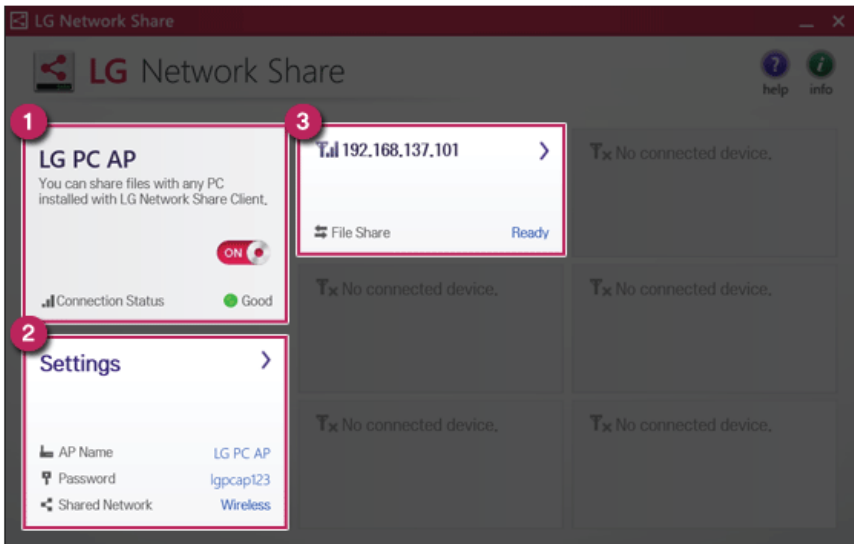 LG Network Share
LG Network Share
help
info
1
LG PC AP
You can share files with any PC
installed with LG Network Share Client.
ON
Connection Status
Good
2
Settings
AP Name
LG PC AP
Password
lgpcap123
Shared Network
Wireless
3
192.168.137.101
File Share
Ready
No connected device.
No connected device.
No connected device.
No connected device.
No connected device.